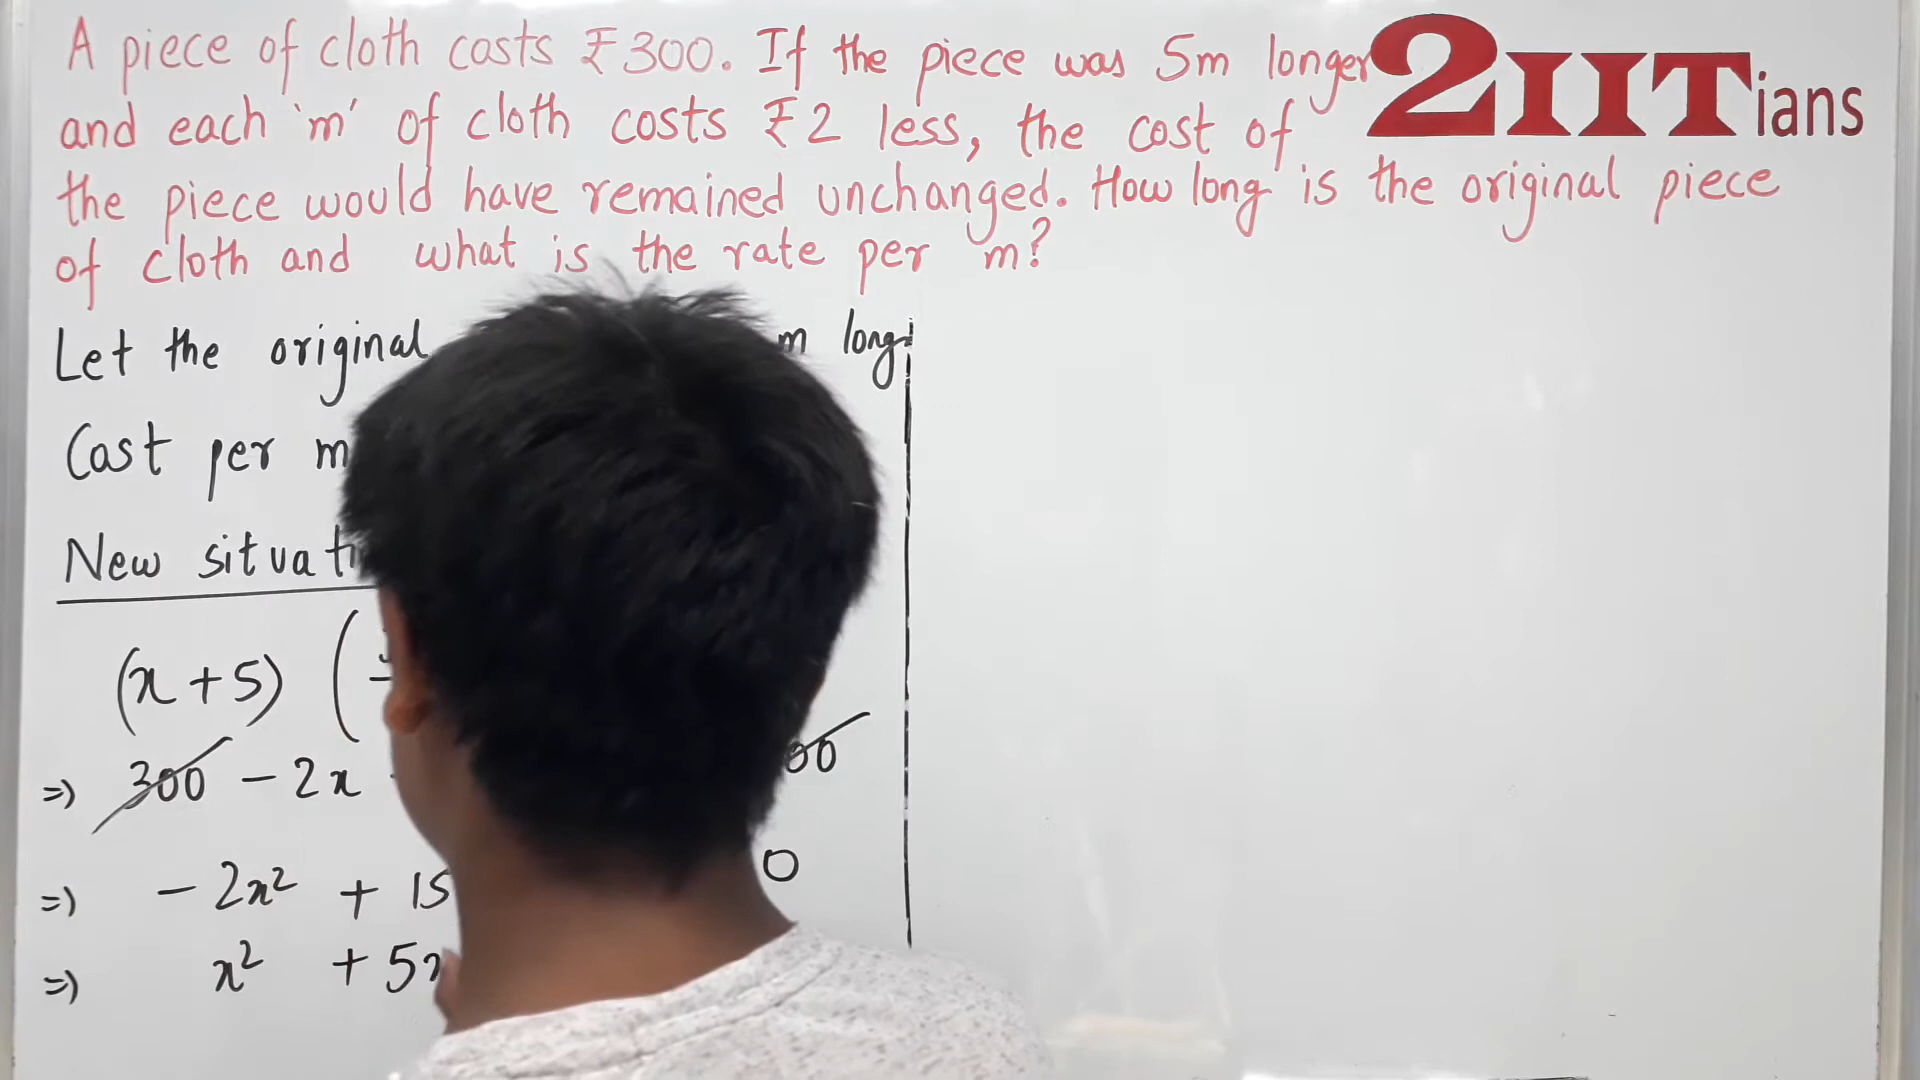 A piece of cloth costs ₹300. If the piece was 5m longer
and each 'm' of cloth costs ₹2 less, the cost of
2IITians
the piece would have remained unchanged. How long is the original piece
of cloth and what is the rate per m?
Let the original m long
Cost per m
New situati
(x+5) (
=) 300 - 2x 00
=) - 2x² + 15 0
=) x² + 5x